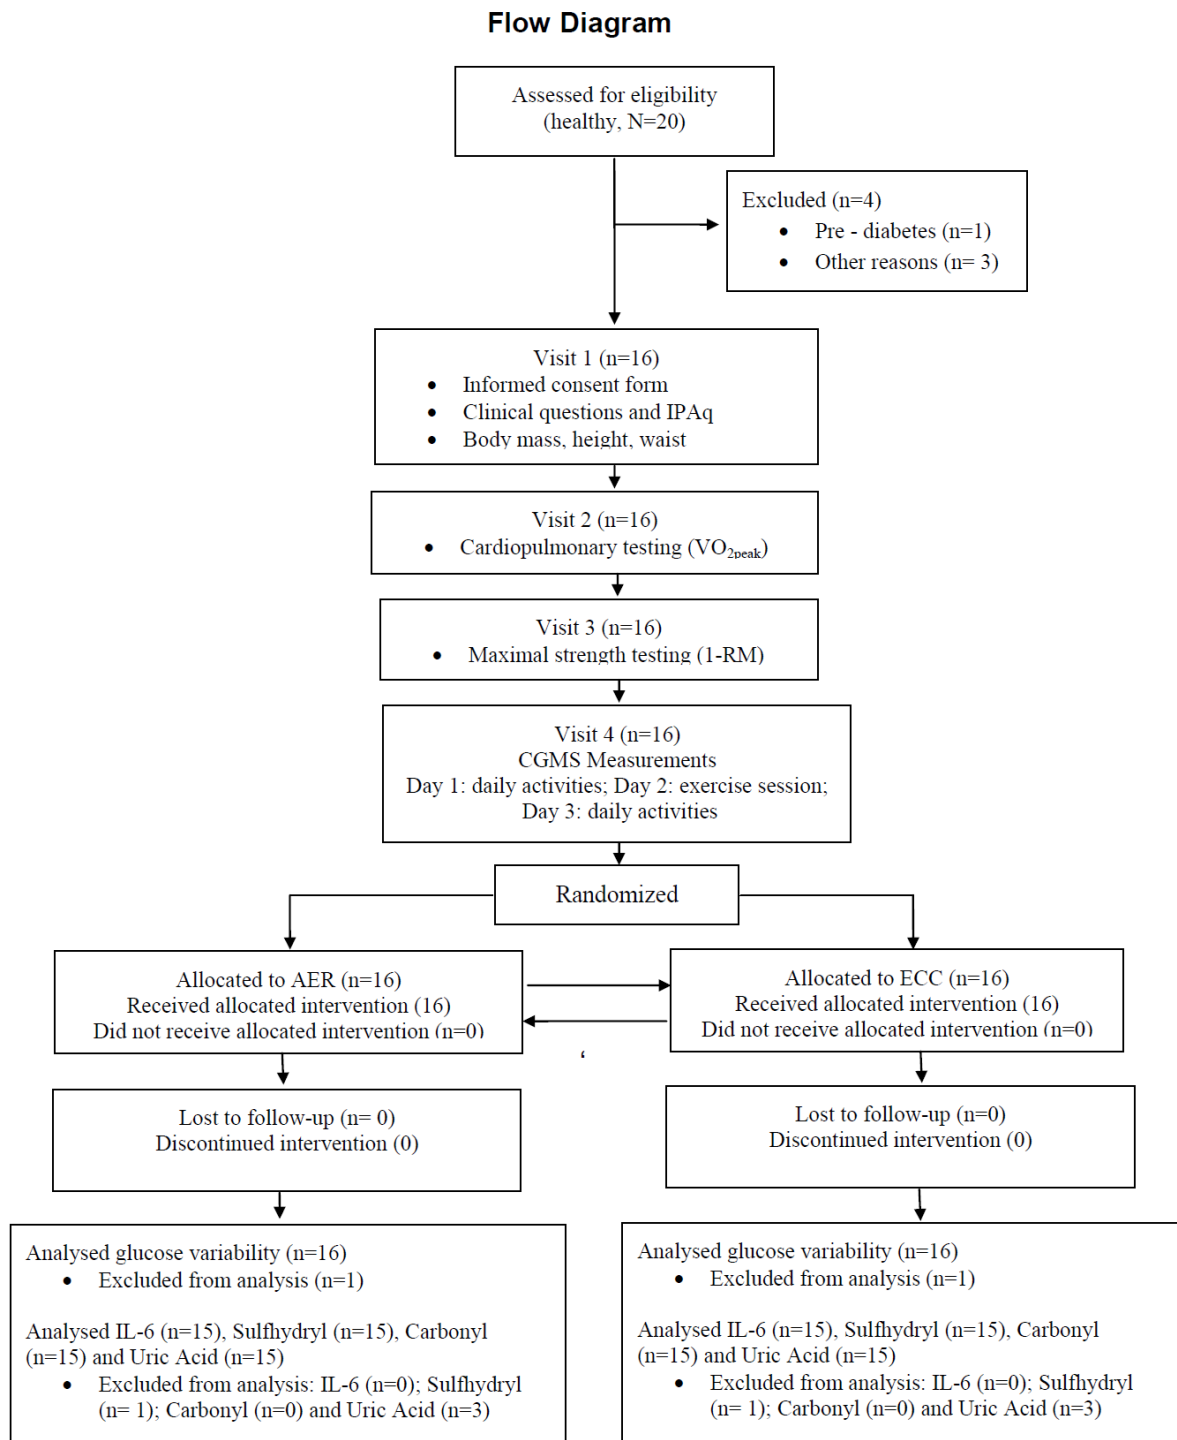 Flow Diagram
Assessed for eligibility
(healthy, N=20)
Excluded (n=4)
• Pre - diabetes (n=1)
• Other reasons (n= 3)
Visit 1 (n=16)
• Informed consent form
• Clinical questions and IPAq
• Body mass, height, waist
Visit 2 (n=16)
• Cardiopulmonary testing (VO2peak)
Visit 3 (n=16)
• Maximal strength testing (1-RM)
Visit 4 (n=16)
CGMS Measurements
Day 1: daily activities; Day 2: exercise session;
Day 3: daily activities
Randomized
Allocated to AER (n=16)
Received allocated intervention (16)
Did not receive allocated intervention (n=0)
Allocated to ECC (n=16)
Received allocated intervention (16)
Did not receive allocated intervention (n=0)
‘
Lost to follow-up (n= 0)
Discontinued intervention (0)
Lost to follow-up (n=0)
Discontinued intervention (0)
Analysed glucose variability (n=16)
• Excluded from analysis (n=1)
Analysed IL-6 (n=15), Sulfhydryl (n=15), Carbonyl
(n=15) and Uric Acid (n=15)
• Excluded from analysis: IL-6 (n=0); Sulfhydryl
(n= 1); Carbonyl (n=0) and Uric Acid (n=3)
Analysed glucose variability (n=16)
• Excluded from analysis (n=1)
Analysed IL-6 (n=15), Sulfhydryl (n=15), Carbonyl
(n=15) and Uric Acid (n=15)
• Excluded from analysis: IL-6 (n=0); Sulfhydryl
(n= 1); Carbonyl (n=0) and Uric Acid (n=3)